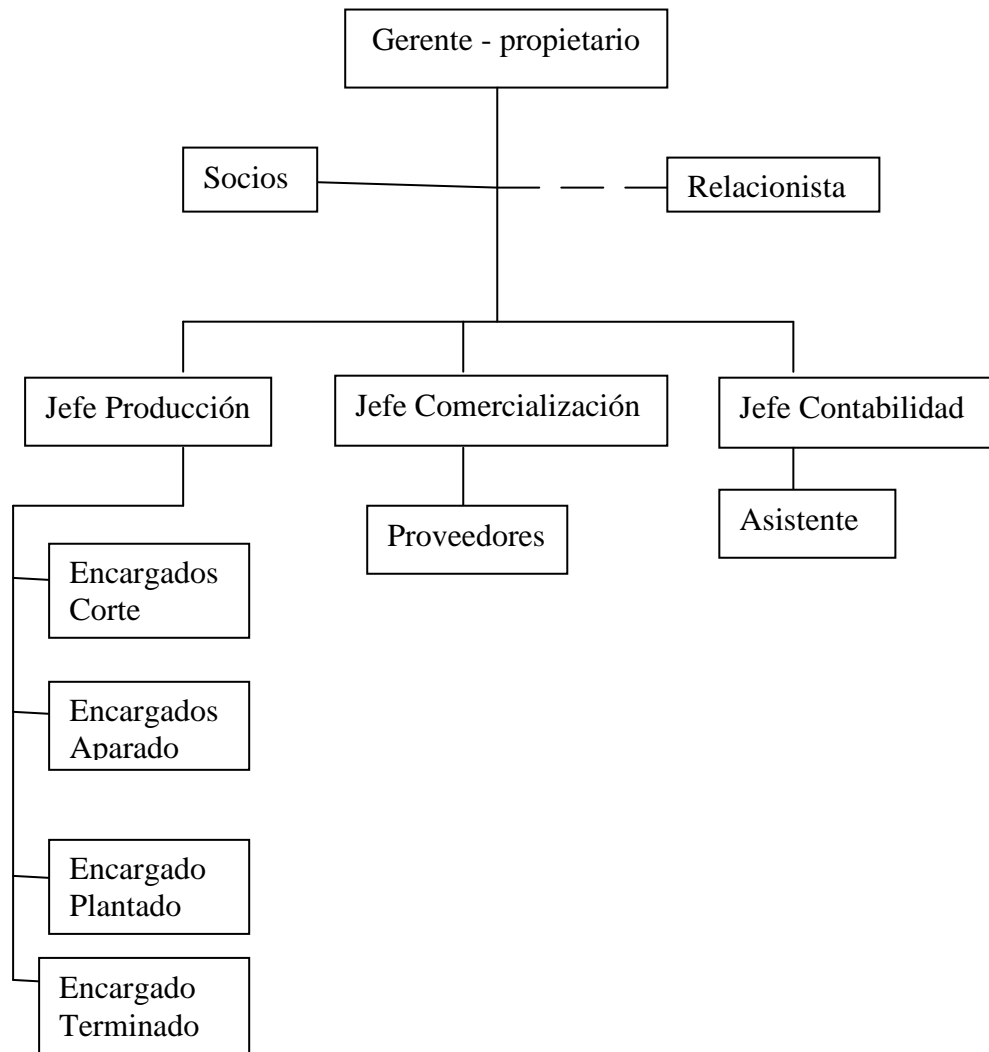 Gerente - propietario
Socios
Relacionista
Jefe Producción
Jefe Comercialización
Jefe Contabilidad
Proveedores
Asistente
Encargados
Corte
Encargados
Aparado
Encargado
Plantado
Encargado
Terminado